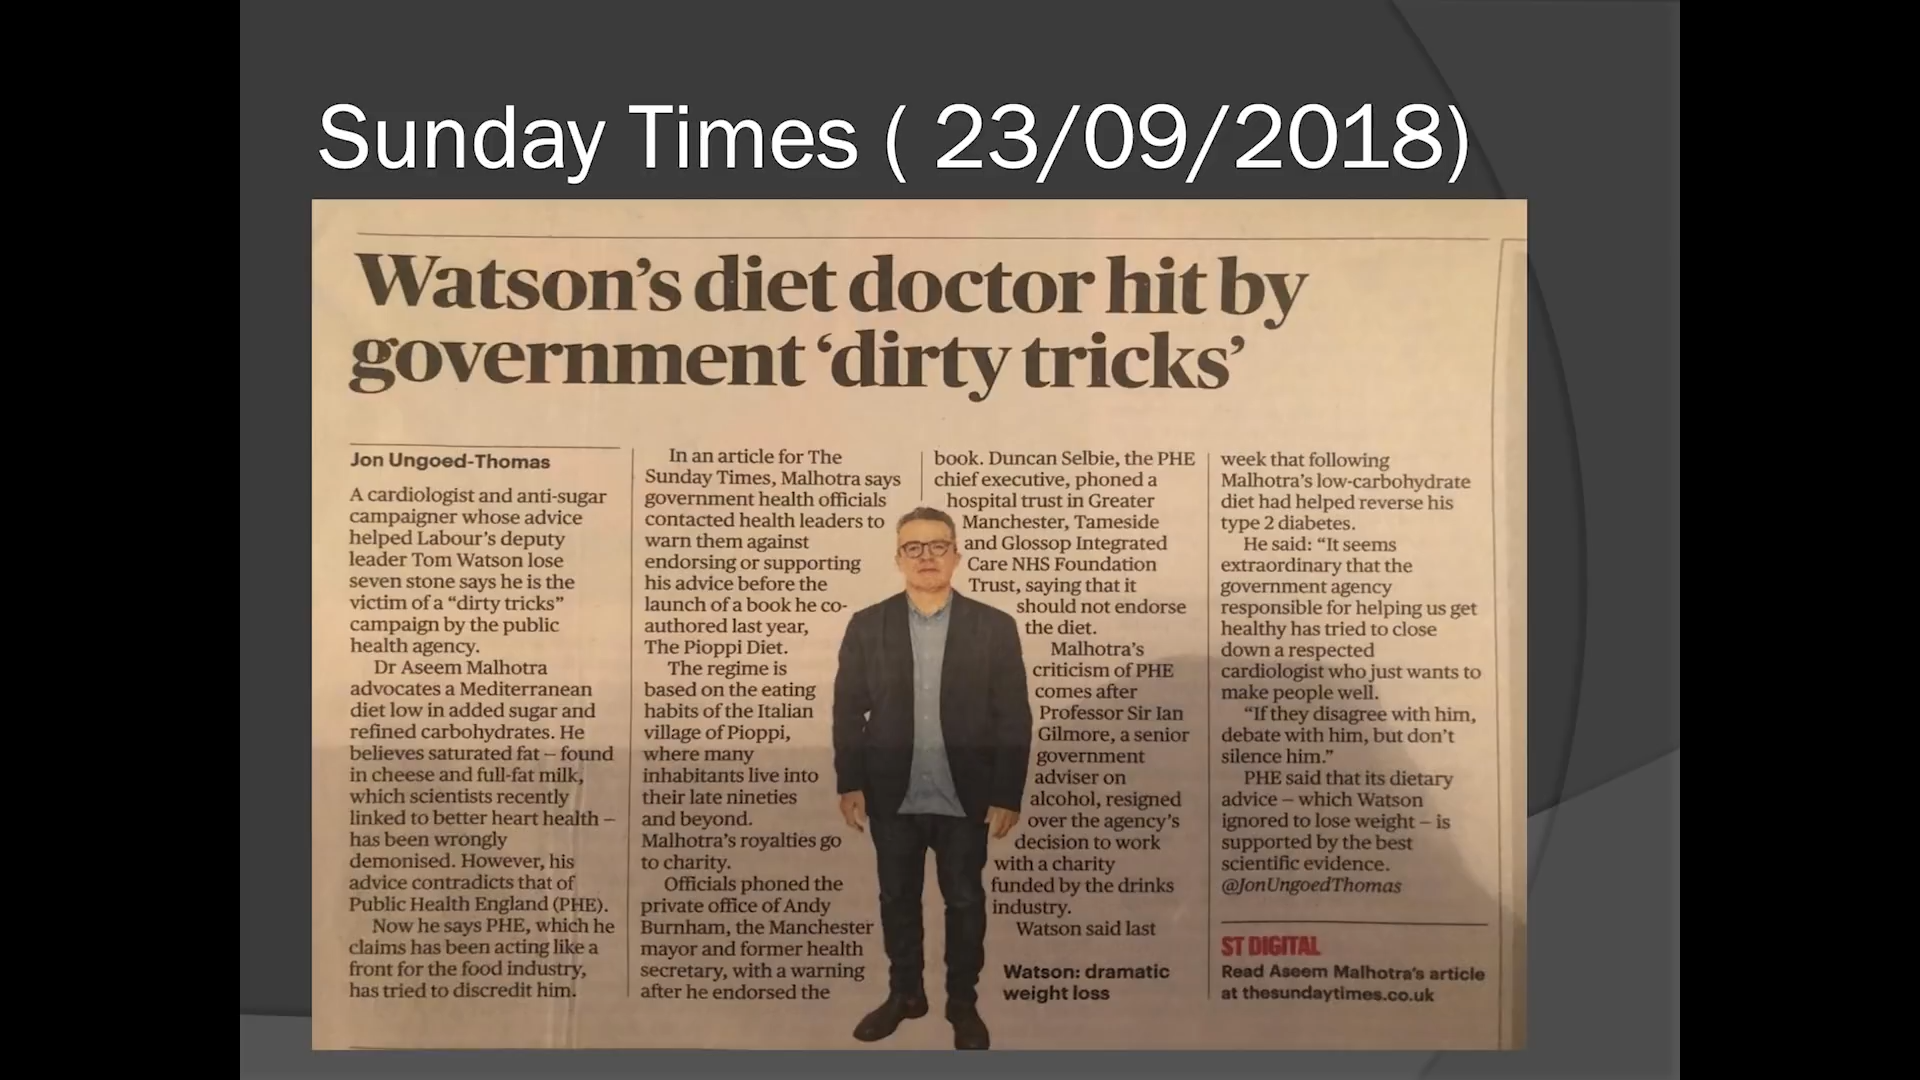 Sunday Times ( 23/09/2018)
Watson's diet doctor hit by
government 'dirty tricks'
Jon Ungoed-Thomas
A cardiologist and anti-sugar
campaigner whose advice
helped Labour's deputy
leader Tom Watson lose
seven stone says he is the
victim of a "dirty tricks"
campaign by the public
health agency.
Dr Aseem Malhotra
advocates a Mediterranean
diet low in added sugar and
refined carbohydrates. He
believes saturated fat – found
in cheese and full-fat milk,
which scientists recently
linked to better heart health –
has been wrongly
demonised. However, his
advice contradicts that of
Public Health England (PHE).
Now he says PHE, which he
claims has been acting like a
front for the food industry,
has tried to discredit him.
In an article for The
Sunday Times, Malhotra says
government health officials
contacted health leaders to
warn them against
endorsing or supporting
his advice before the
launch of a book he co-
authored last year,
The Pioppi Diet.
The regime is
based on the eating
habits of the Italian
village of Pioppi,
where many
inhabitants live into
their late nineties
and beyond.
Malhotra's royalties go
to charity.
Officials phoned the
private office of Andy
Burnham, the Manchester
mayor and former health
secretary, with a warning
after he endorsed the
book. Duncan Selbie, the PHE
chief executive, phoned a
hospital trust in Greater
Manchester, Tameside
and Glossop Integrated
Care NHS Foundation
Trust, saying that it
should not endorse
the diet.
Malhotra's
criticism of PHE
comes after
Professor Sir Ian
Gilmore, a senior
government
adviser on
alcohol, resigned
over the agency's
decision to work
with a charity
funded by the drinks
industry.
Watson said last
Watson: dramatic
weight loss
week that following
Malhotra's low-carbohydrate
diet had helped reverse his
type 2 diabetes.
He said: "It seems
extraordinary that the
government agency
responsible for helping us get
healthy has tried to close
down a respected
cardiologist who just wants to
make people well.
"If they disagree with him,
debate with him, but don't
silence him."
PHE said that its dietary
advice – which Watson
ignored to lose weight – is
supported by the best
scientific evidence.
@JonUngoedThomas
ST DIGITAL
Read Aseem Malhotra's article
at thesundaytimes.co.uk